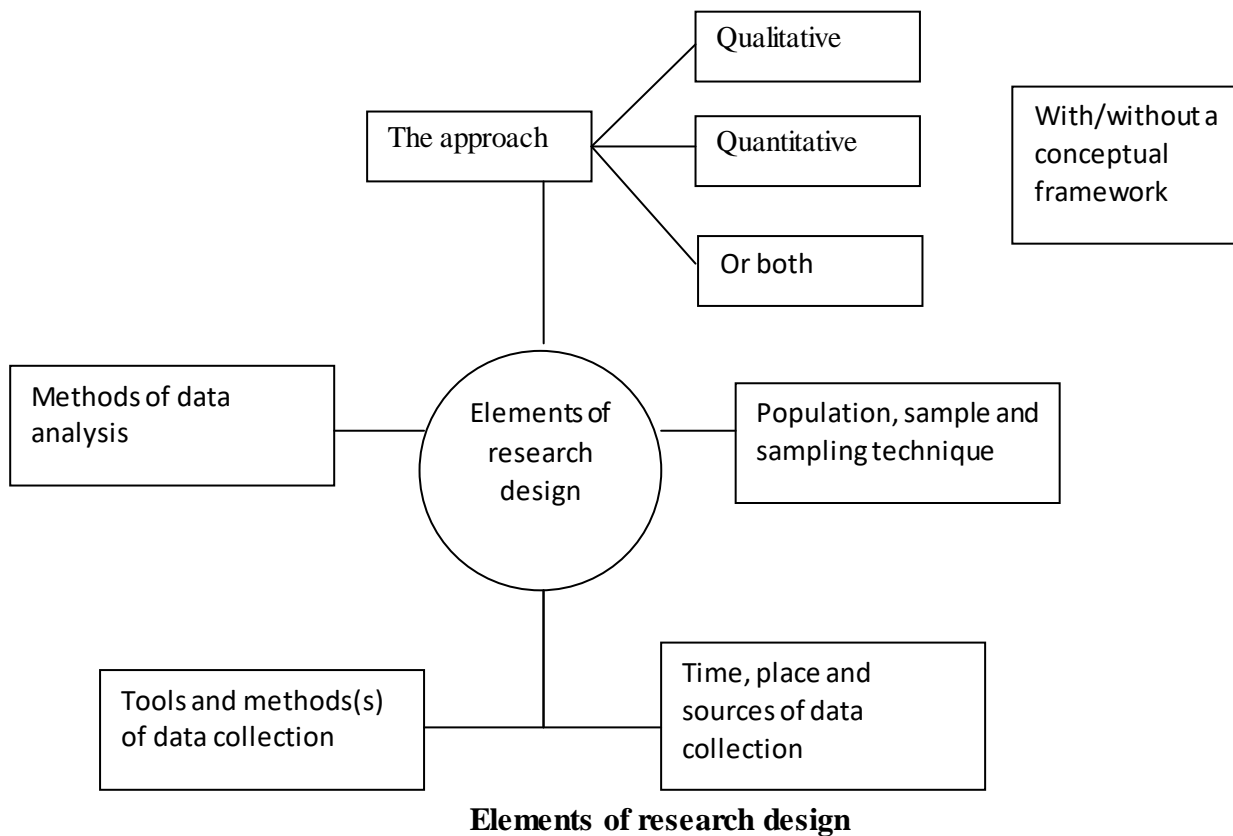 Qualitative
The approach
Quantitative
Or both
With/without a
conceptual
framework
Methods of data
analysis
Elements of
research
design
Population, sample and
sampling technique
Tools and methods(s)
of data collection
Time, place and
sources of data
collection
Elements of research design